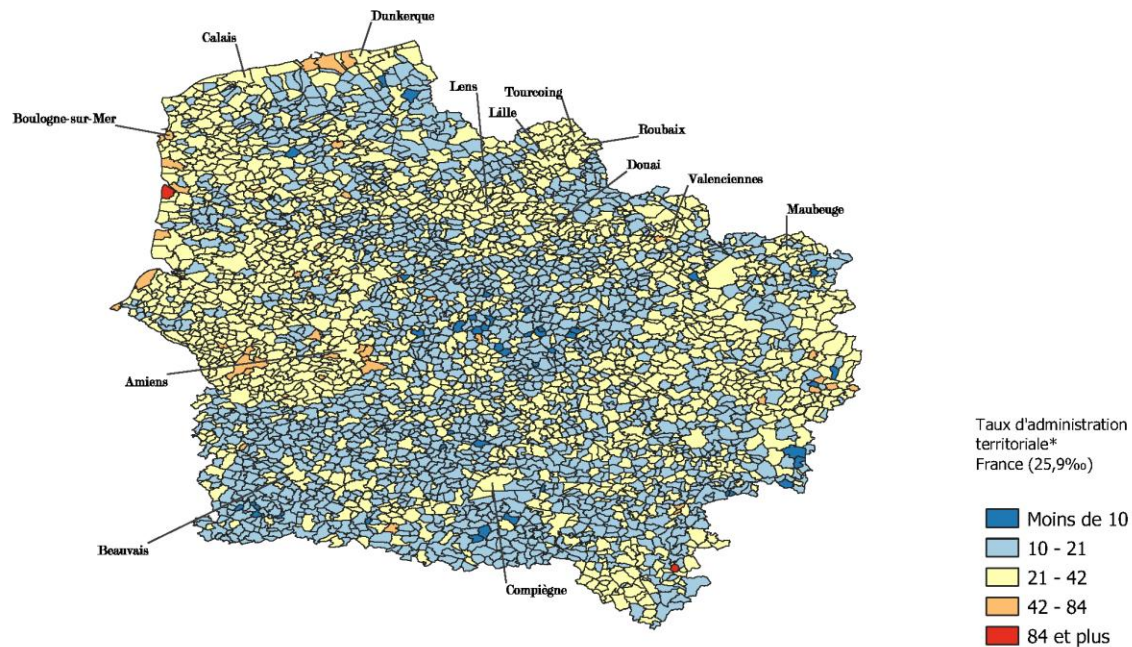 Dunkerque
Calais
Lens
Tourcoing
Lille
Boulogne-sur-Mer
Roubaix
Douai
Valenciennes
Maubeuge
Amiens
Beauvais
Compiègne
Taux d'administration
territoriale*
France (25,9‰)
Moins de 10
10 - 21
21 - 42
42 - 84
84 et plus